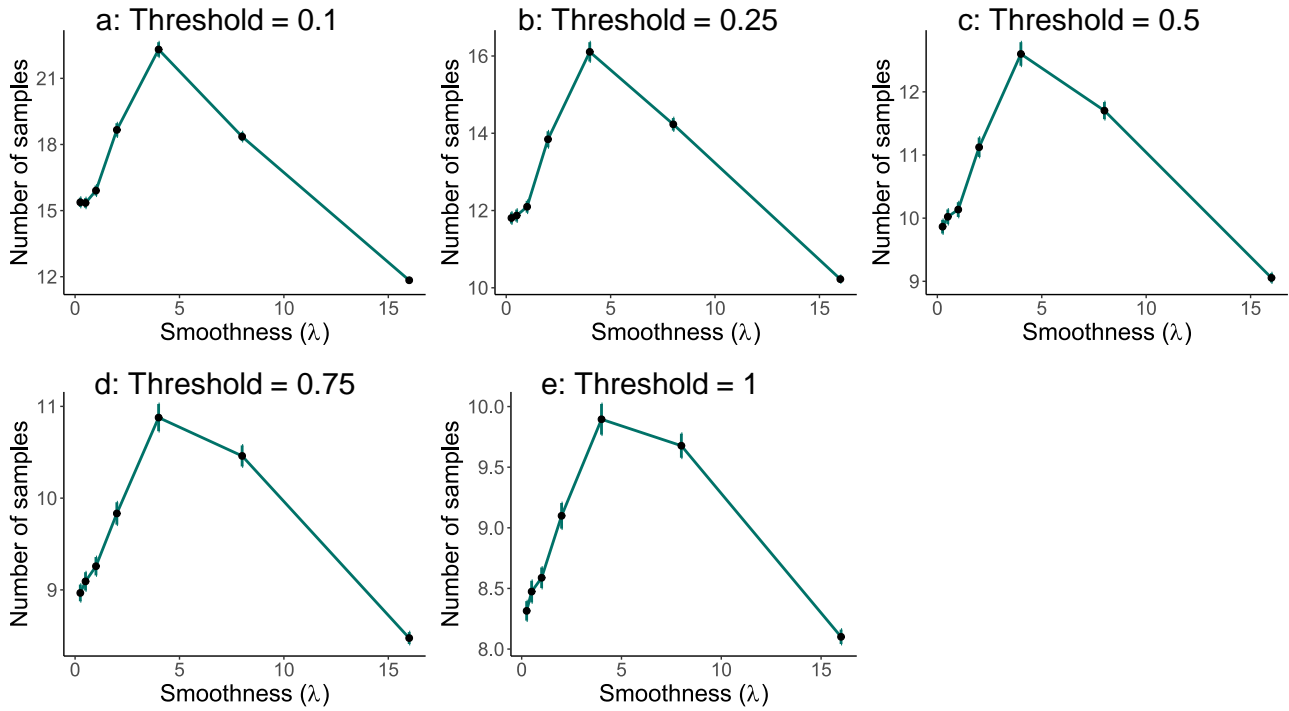 a: Threshold = 0.1
Number of samples
21
18
15
12
0 5 10 15
Smoothness (λ)
b: Threshold = 0.25
Number of samples
16
14
12
10
0 5 10 15
Smoothness (λ)
c: Threshold = 0.5
Number of samples
12
11
10
9
0 5 10 15
Smoothness (λ)
d: Threshold = 0.75
Number of samples
11
10
9
0 5 10 15
Smoothness (λ)
e: Threshold = 1
Number of samples
10.0
9.5
9.0
8.5
8.0
0 5 10 15
Smoothness (λ)